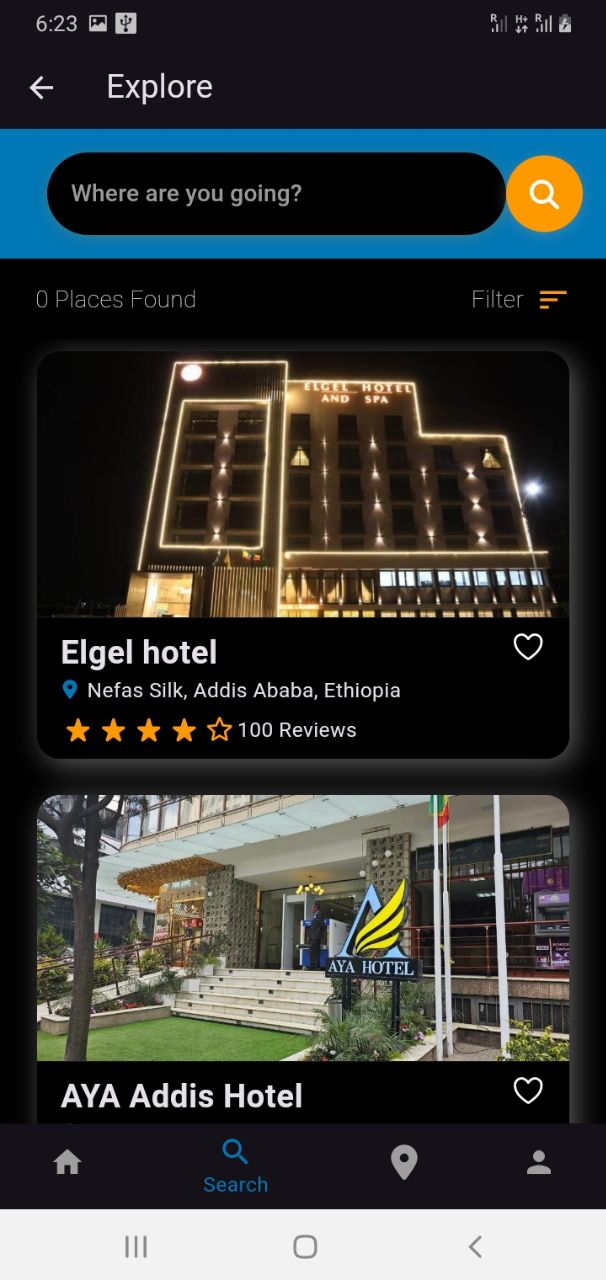 6:23
R H+ R
Explore
Where are you going?
0 Places Found
Filter
ELGEL HOTEL
AND SPA
Elgel hotel
Nefas Silk, Addis Ababa, Ethiopia
100 Reviews
AYA HOTEL
AYA Addis Hotel
Search